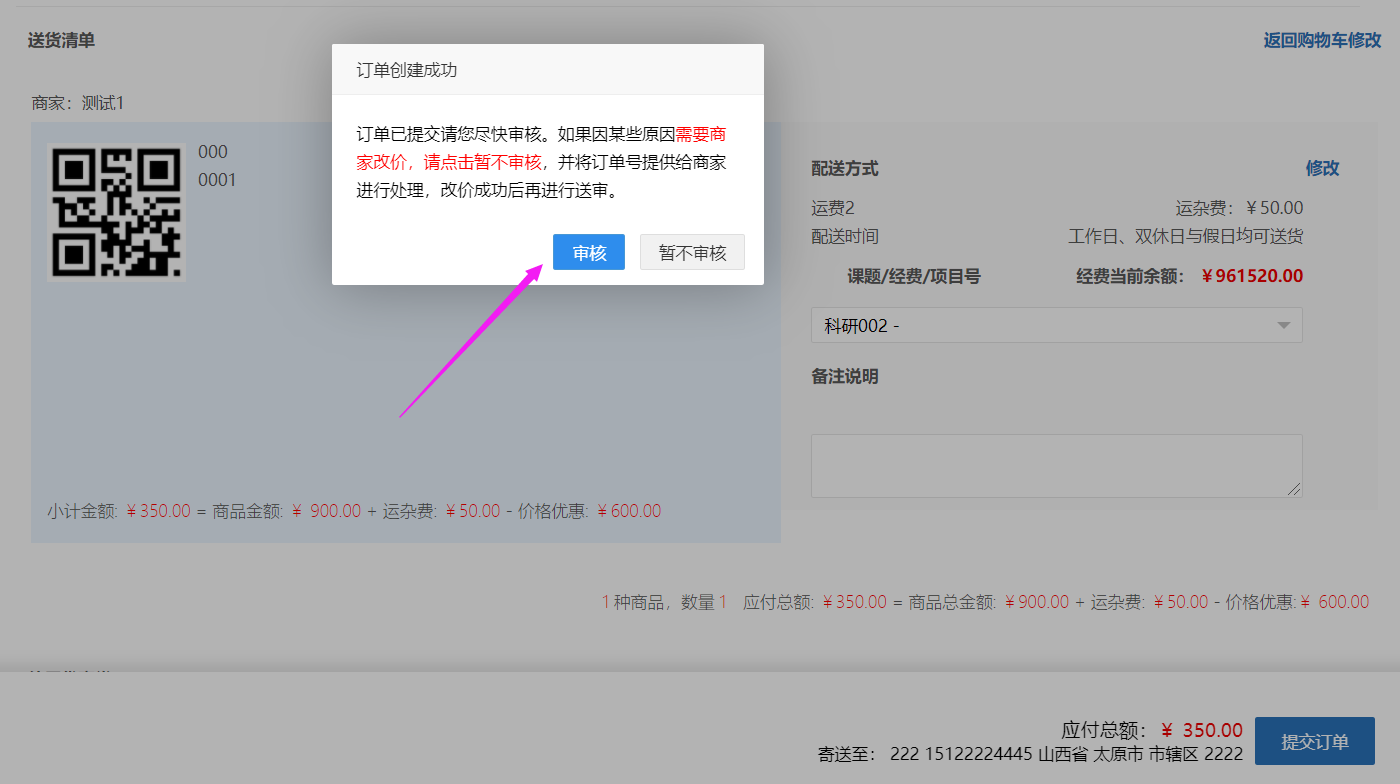 送货清单
返回购物车修改
订单创建成功
商家：测试1
订单已提交请您尽快审核。如果因某些原因需要商
家改价，请点击暂不审核，并将订单号提供给商家
进行处理，改价成功后再进行送审。
审核
暂不审核
000
0001
配送方式
修改
运费2
运杂费：￥50.00
配送时间
工作日、双休日与假日均可送货
课题/经费/项目号
经费当前余额：￥961520.00
科研002 -
备注说明
小计金额: ￥350.00 = 商品金额: ￥ 900.00 + 运杂费: ￥50.00 - 价格优惠: ￥600.00
1 种商品，数量 1 应付总额: ￥350.00 = 商品总金额: ￥900.00 + 运杂费: ￥50.00 - 价格优惠:￥ 600.00
应付总额：￥ 350.00
寄送至： 222 15122224445 山西省 太原市 市辖区 2222
提交订单